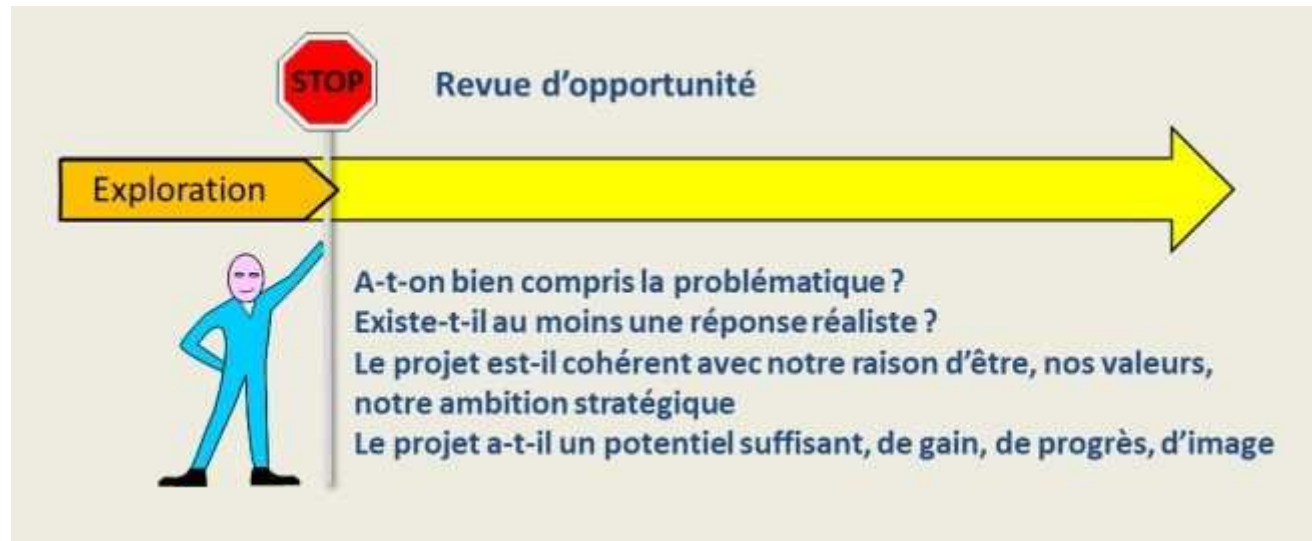 STOP
Revue d'opportunité
Exploration
A-t-on bien compris la problématique ?
Existe-t-il au moins une réponse réaliste ?
Le projet est-il cohérent avec notre raison d'être, nos valeurs,
notre ambition stratégique
Le projet a-t-il un potentiel suffisant, de gain, de progrès, d'image